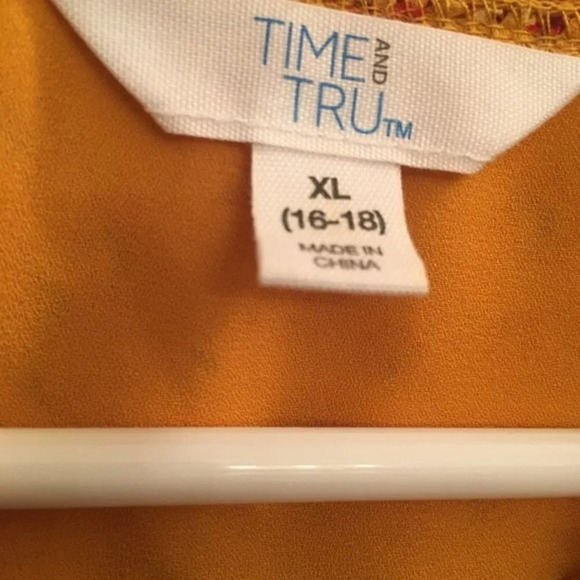 TIME AND
TRU™
XL
(16-18)
MADE IN
CHINA